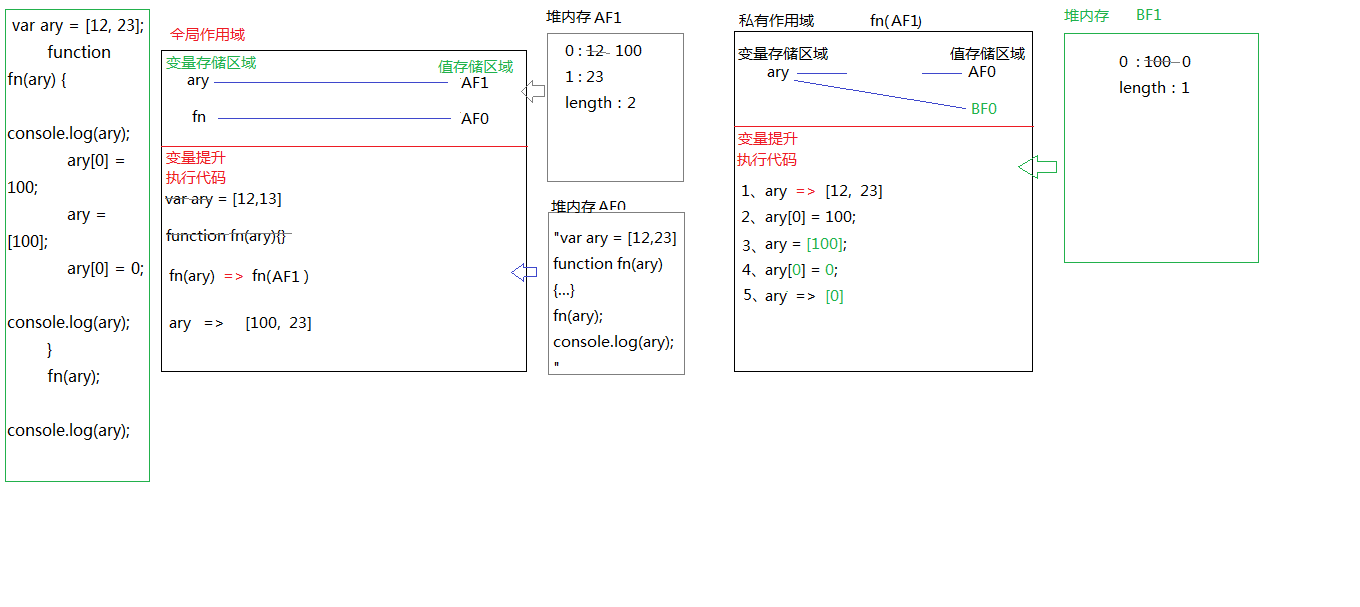 var ary = [12, 23];
function
fn(ary) {
console.log(ary);
ary[0] =
100;
ary =
[100];
ary[0] = 0;
console.log(ary);
}
fn(ary);
console.log(ary);
全局作用域
变量存储区域
值存储区域
ary AF1
fn AF0
变量提升
执行代码
var ary = [12,13]
function fn(ary){}
fn(ary) => fn(AF1 )
ary => [100, 23]
堆内存 AF1
0 : 12 100
1 : 23
length : 2
堆内存 AF0
"var ary = [12,23]
function fn(ary)
{...}
fn(ary);
console.log(ary);
"
私有作用域 fn( AF1)
变量存储区域 值存储区域
ary AF0
BF0
变量提升
执行代码
1、ary => [12, 23]
2、ary[0] = 100;
3、ary = [100];
4、ary[0] = 0;
5、ary => [0]
堆内存 BF1
0 : 100 0
length : 1